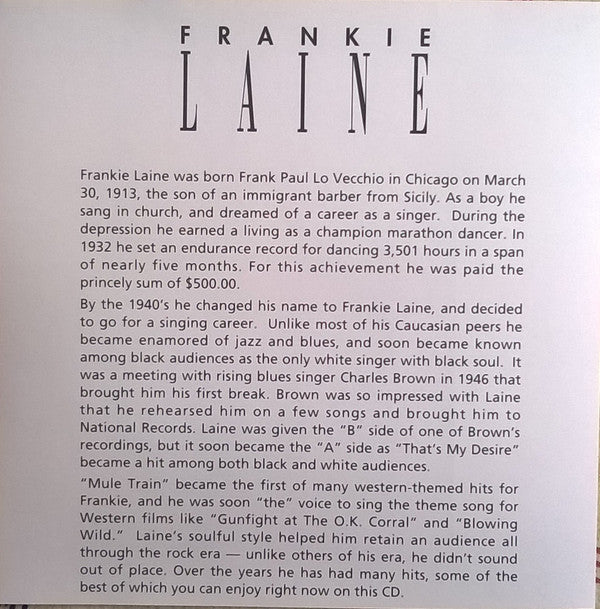 FRANKIE
LAINE
Frankie Laine was born Frank Paul Lo Vecchio in Chicago on March
30, 1913, the son of an immigrant barber from Sicily. As a boy he
sang in church, and dreamed of a career as a singer. During the
depression he earned a living as a champion marathon dancer. In
1932 he set an endurance record for dancing 3,501 hours in a span
of nearly five months. For this achievement he was paid the
princely sum of $500.00.
By the 1940's he changed his name to Frankie Laine, and decided
to go for a singing career. Unlike most of his Caucasian peers he
became enamored of jazz and blues, and soon became known
among black audiences as the only white singer with black soul. It
was a meeting with rising blues singer Charles Brown in 1946 that
brought him his first break. Brown was so impressed with Laine
that he rehearsed him on a few songs and brought him to
National Records. Laine was given the "B" side of one of Brown's
recordings, but it soon became the "A" side as "That's My Desire"
became a hit among both black and white audiences.
"Mule Train" became the first of many western-themed hits for
Frankie, and he was soon "the" voice to sing the theme song for
Western films like "Gunfight at The O.K. Corral" and "Blowing
Wild." Laine's soulful style helped him retain an audience all
through the rock era — unlike others of his era, he didn't sound
out of place. Over the years he has had many hits, some of the
best of which you can enjoy right now on this CD.